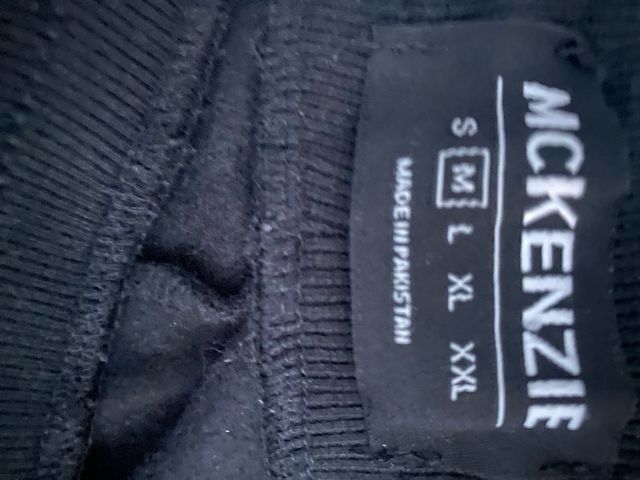 MCKENZIE
S M L XL XXL
MADE IN PAKISTAN